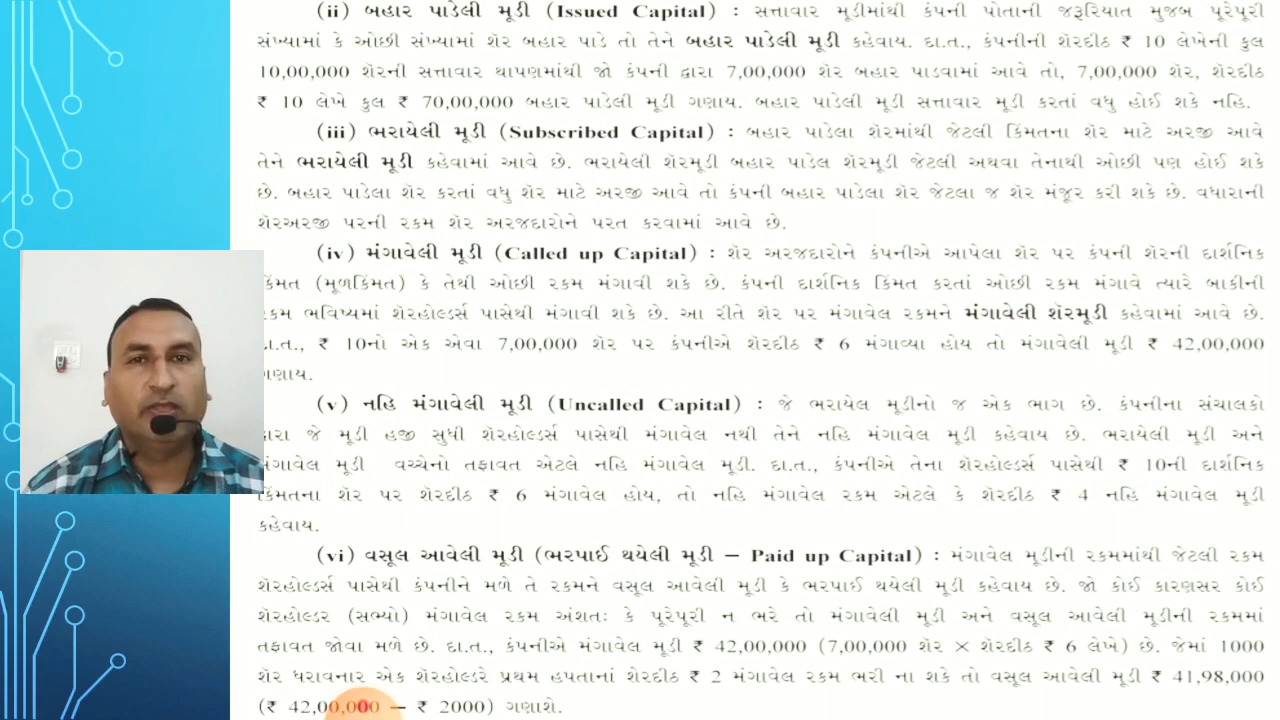 (ii) બહાર પાડેલી મૂડી (Issued Capital) : સત્તાવાર મૂડીમાંથી કંપની પોતાની જરૂરિયાત મુજબ પૂરેપૂરી
સંખ્યામાં કે ઓછી સંખ્યામાં શૅર બહાર પાડે તો તેને બહાર પાડેલી મૂડી કહેવાય. દા.ત., કંપનીની શૅરદીઠ ₹ 10 લેખેની કુલ
10,00,000 શૅરની સત્તાવાર થાપણમાંથી જો કંપની દ્વારા 7,00,000 શૅર બહાર પાડવામાં આવે તો, 7,00,000 શૅર, શૅરદીઠ
₹ 10 લેખે કુલ ₹ 70,00,000 બહાર પાડેલી મૂડી ગણાય. બહાર પાડેલી મૂડી સત્તાવાર મૂડી કરતાં વધુ હોઈ શકે નહિ.
(iii) ભરાયેલી મૂડી (Subscribed Capital) : બહાર પાડેલા શૅરમાંથી જેટલી કિંમતના શૅર માટે અરજી આવે
તેને ભરાયેલી મૂડી કહેવામાં આવે છે. ભરાયેલી શૅરમૂડી બહાર પાડેલ શૅરમૂડી જેટલી અથવા તેનાથી ઓછી પણ હોઈ શકે
છે. બહાર પાડેલા શૅર કરતાં વધુ શૅર માટે અરજી આવે તો કંપની બહાર પાડેલા શૅર જેટલા જ શૅર મંજૂર કરી શકે છે. વધારાની
શૅરઅરજી પરની રકમ શૅર અરજદારોને પરત કરવામાં આવે છે.
(iv) મંગાવેલી મૂડી (Called up Capital) : શૅર અરજદારોને કંપનીએ આપેલા શૅર પર કંપની શૅરની દાર્શનિક
કિંમત (મૂળકિંમત) કે તેથી ઓછી રકમ મંગાવી શકે છે. કંપની દાર્શનિક કિંમત કરતાં ઓછી રકમ મંગાવે ત્યારે બાકીની
રકમ ભવિષ્યમાં શૅરહોલ્ડર્સ પાસેથી મંગાવી શકે છે. આ રીતે શૅર પર મંગાવેલ રકમને મંગાવેલી શૅરમૂડી કહેવામાં આવે છે.
દા.ત., ₹ 10નો એક એવા 7,00,000 શૅર પર કંપનીએ શૅરદીઠ ₹ 6 મંગાવ્યા હોય તો મંગાવેલી મૂડી ₹ 42,00,000
ગણાય.
(v) નહિ મંગાવેલી મૂડી (Uncalled Capital) : જે ભરાયેલ મૂડીનો જ એક ભાગ છે. કંપનીના સંચાલકો
દ્વારા જે મૂડી હજી સુધી શૅરહોલ્ડર્સ પાસેથી મંગાવેલ નથી તેને નહિ મંગાવેલ મૂડી કહેવાય છે. ભરાયેલી મૂડી અને
મંગાવેલ મૂડી વચ્ચેનો તફાવત એટલે નહિ મંગાવેલ મૂડી. દા.ત., કંપનીએ તેના શૅરહોલ્ડર્સ પાસેથી ₹ 10ની દાર્શનિક
કિંમતના શૅર પર શૅરદીઠ ₹ 6 મંગાવેલ હોય, તો નહિ મંગાવેલ રકમ એટલે કે શૅરદીઠ ₹ 4 નહિ મંગાવેલ મૂડી
કહેવાય.
(vi) વસૂલ આવેલી મૂડી (ભરપાઈ થયેલી મૂડી – Paid up Capital) : મંગાવેલ મૂડીની રકમમાંથી જેટલી રકમ
શૅરહોલ્ડર્સ પાસેથી કંપનીને મળે તે રકમને વસૂલ આવેલી મૂડી કે ભરપાઈ થયેલી મૂડી કહેવાય છે. જો કોઈ કારણસર કોઈ
શૅરહોલ્ડર (સભ્યો) મંગાવેલ રકમ અંશતઃ કે પૂરેપૂરી ન ભરે તો મંગાવેલી મૂડી અને વસૂલ આવેલી મૂડીની રકમમાં
તફાવત જોવા મળે છે. દા.ત., કંપનીએ મંગાવેલ મૂડી ₹ 42,00,000 (7,00,000 શૅર × શૅરદીઠ ₹ 6 લેખે) છે. જેમાં 1000
શૅર ધરાવનાર એક શૅરહોલ્ડરે પ્રથમ હપતાનાં શૅરદીઠ ₹ 2 મંગાવેલ રકમ ભરી ના શકે તો વસૂલ આવેલી મૂડી ₹ 41,98,000
(₹ 42,00,000 – ₹ 2000) ગણાશે.